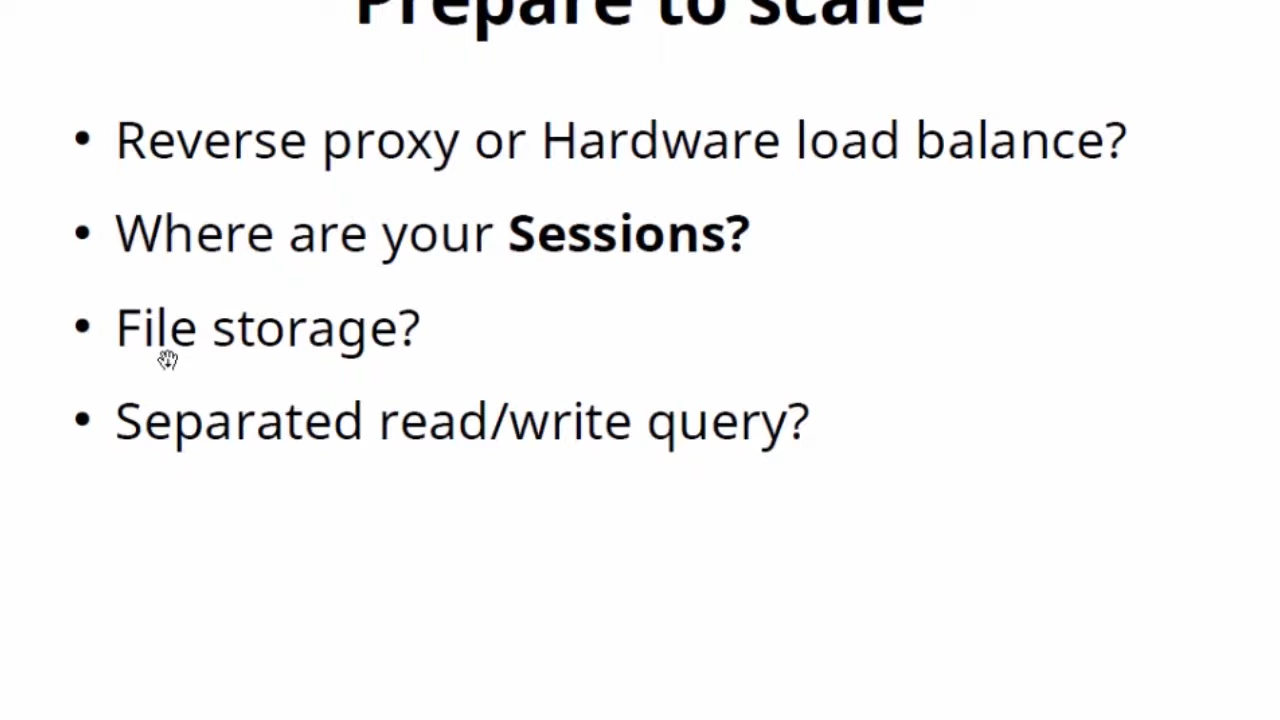 Prepare to scale
• Reverse proxy or Hardware load balance?
• Where are your Sessions?
• File storage?
• Separated read/write query?